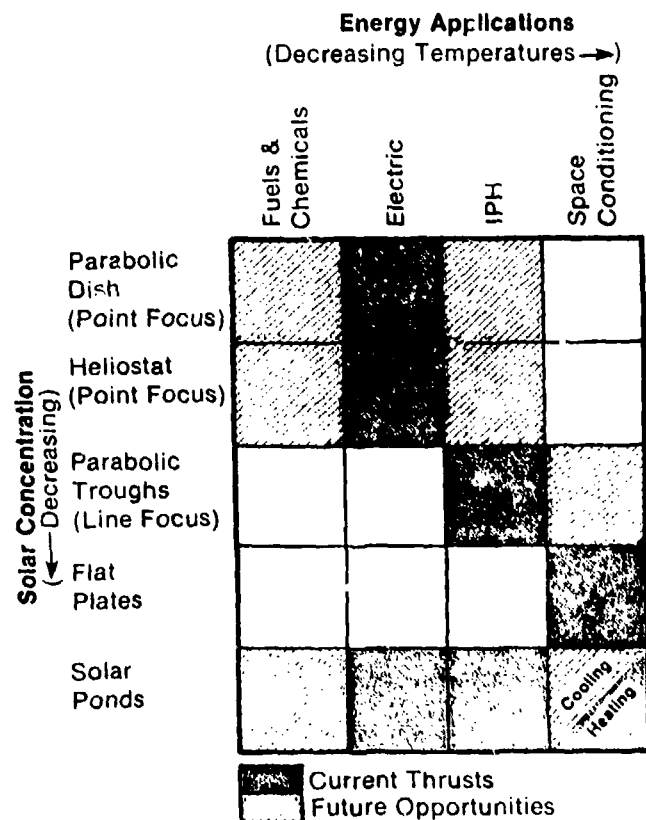 Energy Applications
(Decreasing Temperatures →)
Fuels &
Chemicals
Electric
IPH
Space
Conditioning
Solar Concentration
(← Decreasing)
Parabolic
Dish
(Point Focus)
Heliostat
(Point Focus)
Parabolic
Troughs
(Line Focus)
Flat
Plates
Solar
Ponds
Cooling
Heating
Current Thrusts
Future Opportunities